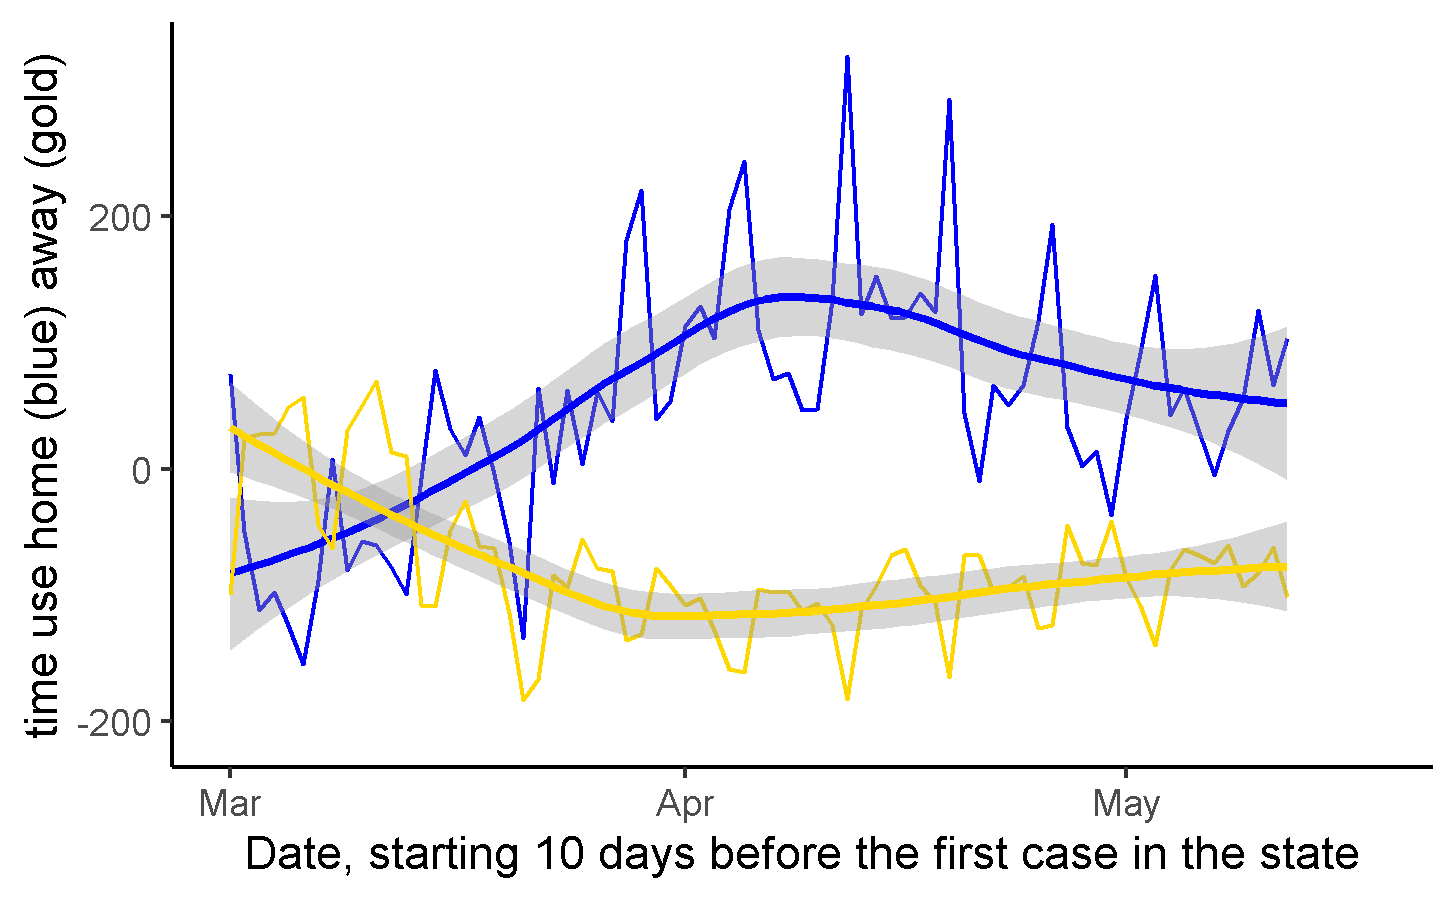 time use home (blue) away (gold)
200
0
-200
Mar
Apr
May
Date, starting 10 days before the first case in the state